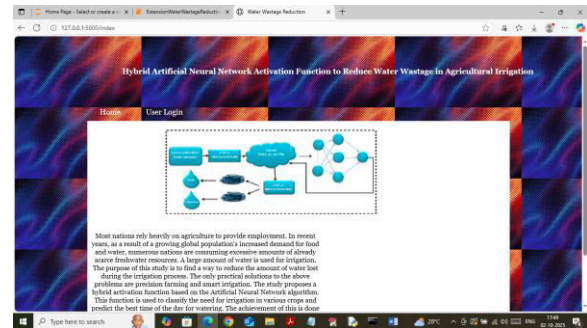 Home Page - Select or create a
ExtensionWaterWastageReducti
Water Wastage Reduction
127.0.0.1:5000/index
Hybrid Artificial Neural Network Activation Function to Reduce Water Wastage in Agricultural Irrigation
Home
User Login
Most nations rely heavily on agriculture to provide employment. In recent
years, as a result of a growing global population's increased demand for food
and water, numerous nations are consuming excessive amounts of already
scarce freshwater resources. A large amount of water is used for irrigation.
The purpose of this study is to find a way to reduce the amount of water lost
during the irrigation process. The only practical solutions to the above
problems are precision farming and smart irrigation. The study proposes a
hybrid activation function based on the Artificial Neural Network algorithm.
This function is used to classify the need for irrigation in various crops and
predict the best time of the day for watering. The achievement of this is done
Type here to search
28°C
ENG
17:49
02-10-2025